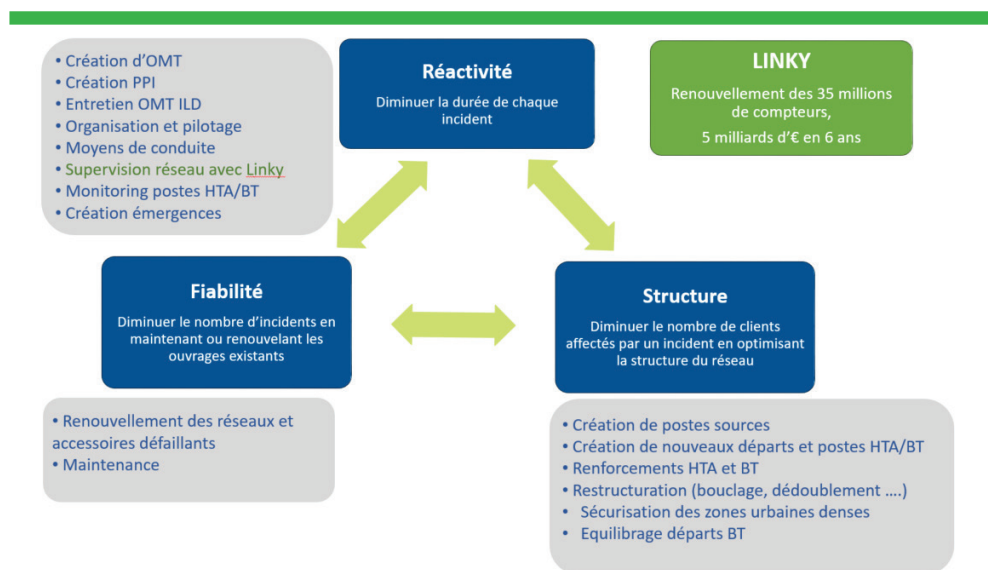 • Création d'OMT
• Création PPI
• Entretien OMT ILD
• Organisation et pilotage
• Moyens de conduite
• Supervision réseau avec Linky
• Monitoring postes HTA/BT
• Création émergences
Réactivité
Diminuer la durée de chaque
incident
LINKY
Renouvellement des 35 millions
de compteurs,
5 milliards d'€ en 6 ans
Fiabilité
Diminuer le nombre d'incidents en
maintenant ou renouvelant les
ouvrages existants
Structure
Diminuer le nombre de clients
affectés par un incident en optimisant
la structure du réseau
• Renouvellement des réseaux et
accessoires défaillants
• Maintenance
• Création de postes sources
• Création de nouveaux départs et postes HTA/BT
• Renforcements HTA et BT
• Restructuration (bouclage, dédoublement ….)
• Sécurisation des zones urbaines denses
• Equilibrage départs BT